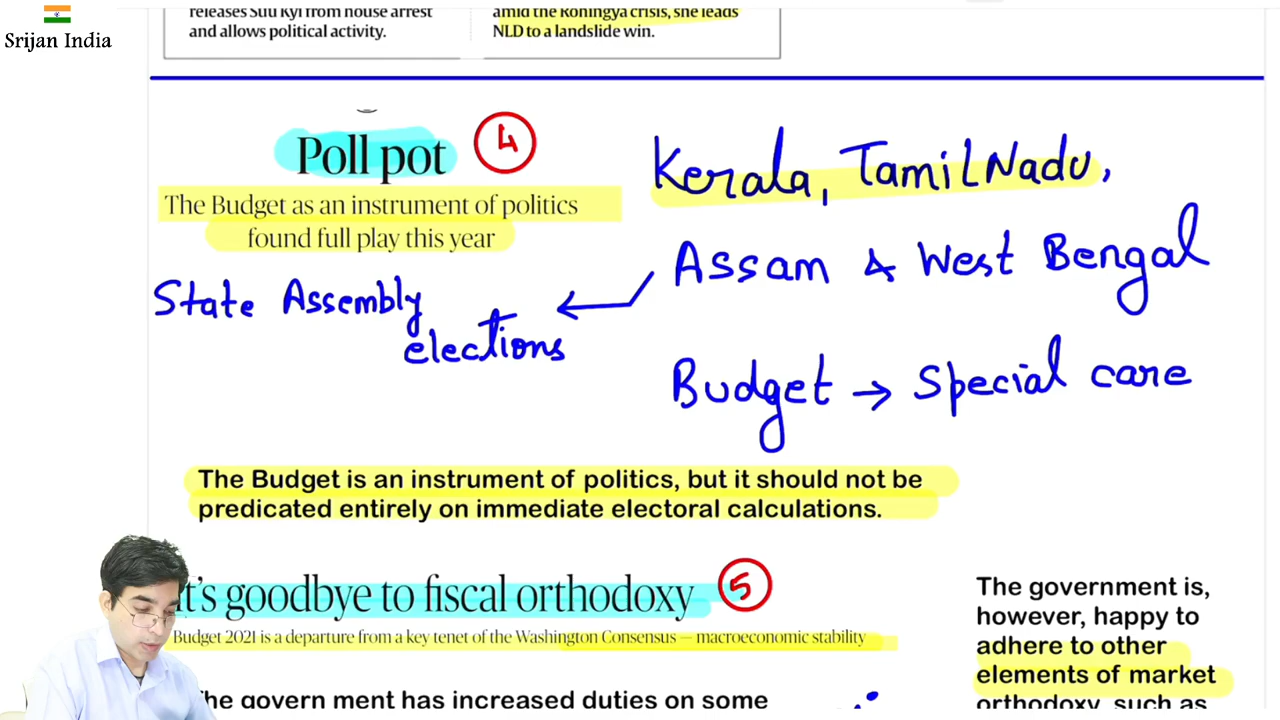 Srijan India
releases Suu Kyi from house arrest
and allows political activity.
amid the Rohingya crisis, she leads
NLD to a landslide win.
Poll pot
4
The Budget as an instrument of politics
found full play this year
Kerala, Tamil Nadu,
Assam & West Bengal
State Assembly
elections
Budget → Special care
The Budget is an instrument of politics, but it should not be
predicated entirely on immediate electoral calculations.
It's goodbye to fiscal orthodoxy
5
Budget 2021 is a departure from a key tenet of the Washington Consensus — macroeconomic stability
The govern ment has increased duties on some
The government is,
however, happy to
adhere to other
elements of market
orthodoxy, such as